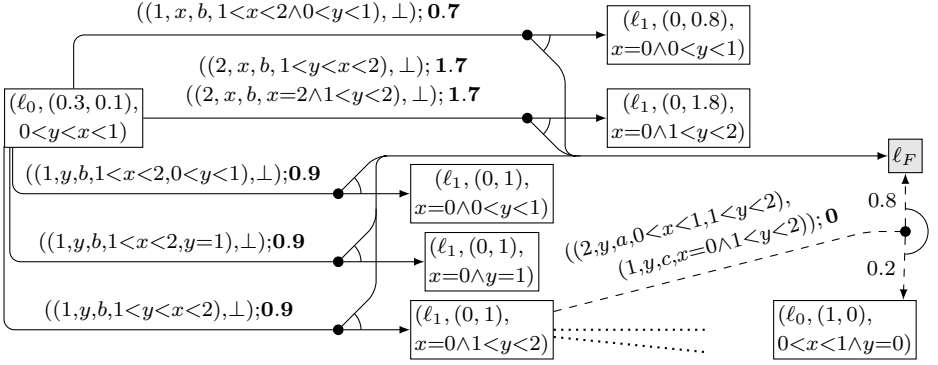 ((1, x, b, 1<x<2∧0<y<1), ⊥); 0.7
(ℓ₁, (0, 0.8),
x=0∧0<y<1)
((2, x, b, 1<y<x<2), ⊥); 1.7
((2, x, b, x=2∧1<y<2), ⊥); 1.7
(ℓ₀, (0.3, 0.1),
0<y<x<1)
(ℓ₁, (0, 1.8),
x=0∧1<y<2)
ℓ_F
((1,y,b,1<x<2,0<y<1),⊥);0.9
(ℓ₁, (0, 1),
x=0∧0<y<1)
((2,y,a,0<x<1,1<y<2),
(1,y,c,x=0∧1<y<2)); 0
0.8
((1,y,b,1<x<2,y=1),⊥);0.9
(ℓ₁, (0, 1),
x=0∧y=1)
0.2
((1,y,b,1<y<x<2),⊥);0.9
(ℓ₁, (0, 1),
x=0∧1<y<2)
(ℓ₀, (1, 0),
0<x<1∧y=0)